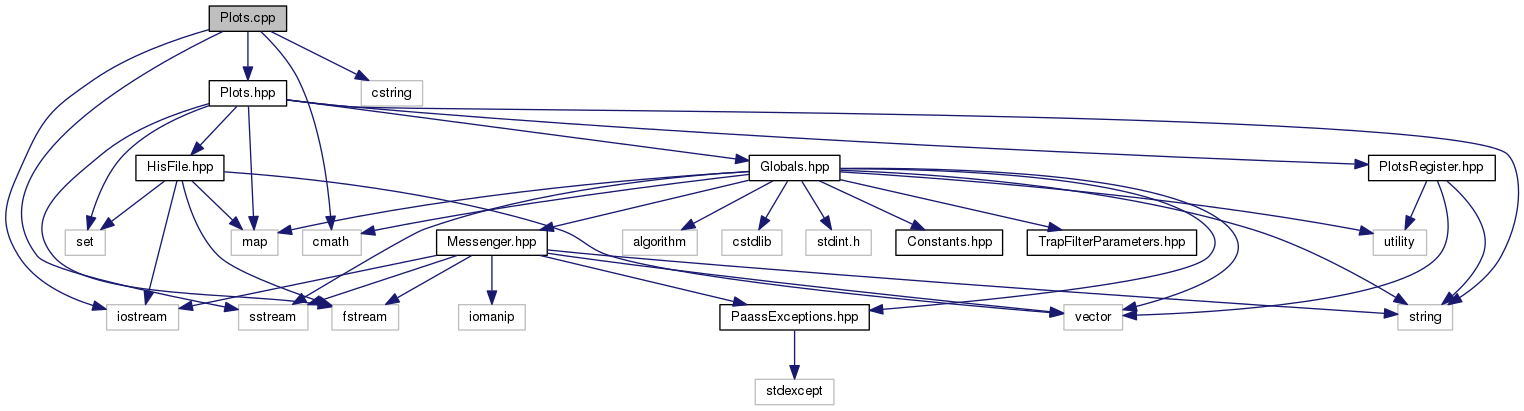 Plots.cpp
Plots.hpp
cstring
HisFile.hpp
Globals.hpp
PlotsRegister.hpp
set
map
cmath
Messenger.hpp
algorithm
cstdlib
stdint.h
Constants.hpp
TrapFilterParameters.hpp
utility
iostream
sstream
fstream
iomanip
PaassExceptions.hpp
vector
string
stdexcept